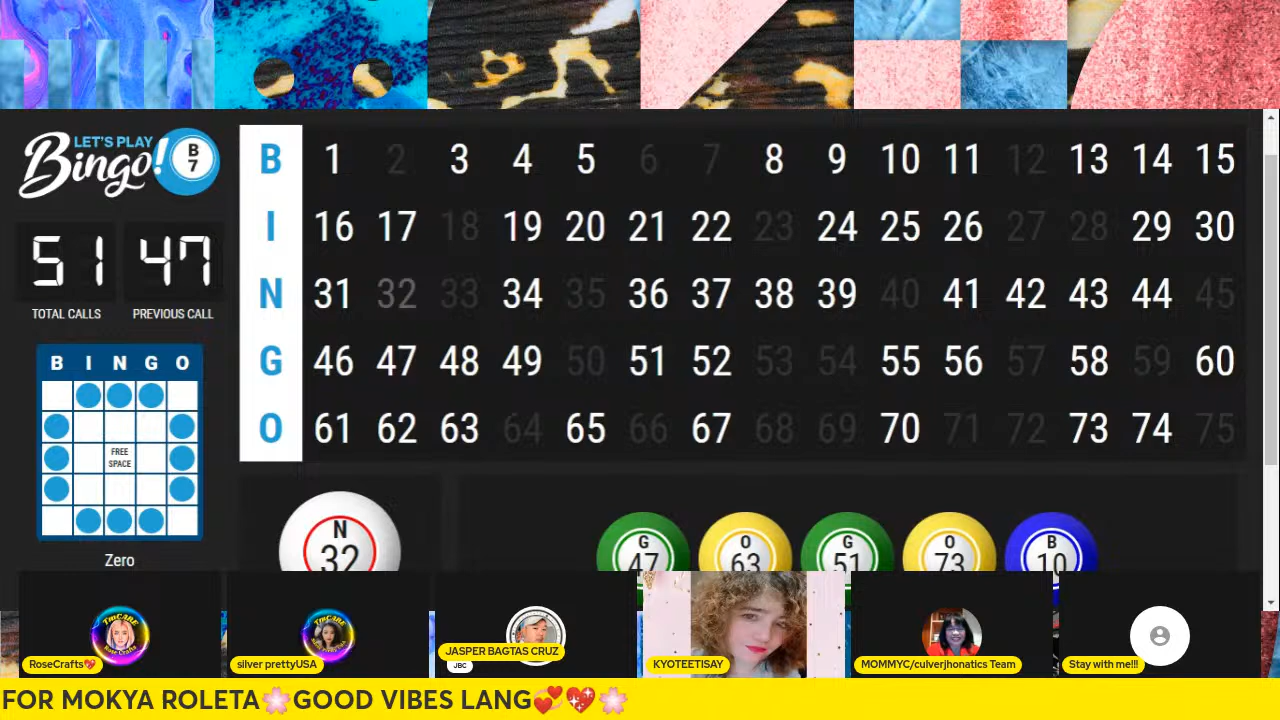 LET'S PLAY
Bingo!
B
7
51 47
TOTAL CALLS PREVIOUS CALL
B I N G O
FREE
SPACE
Zero
B 1 2 3 4 5 6 7 8 9 10 11 12 13 14 15
I 16 17 18 19 20 21 22 23 24 25 26 27 28 29 30
N 31 32 33 34 35 36 37 38 39 40 41 42 43 44 45
G 46 47 48 49 50 51 52 53 54 55 56 57 58 59 60
O 61 62 63 64 65 66 67 68 69 70 71 72 73 74 75
N
32
G O G O B
47 63 51 73 10
RoseCrafts💖
silver prettyUSA
JASPER BAGTAS CRUZ
JBC
KYOTEETISAY
MOMMYC/culverjhonatics Team
Stay with me!!!
FOR MOKYA ROLETA🌸GOOD VIBES LANG💞💖🌸